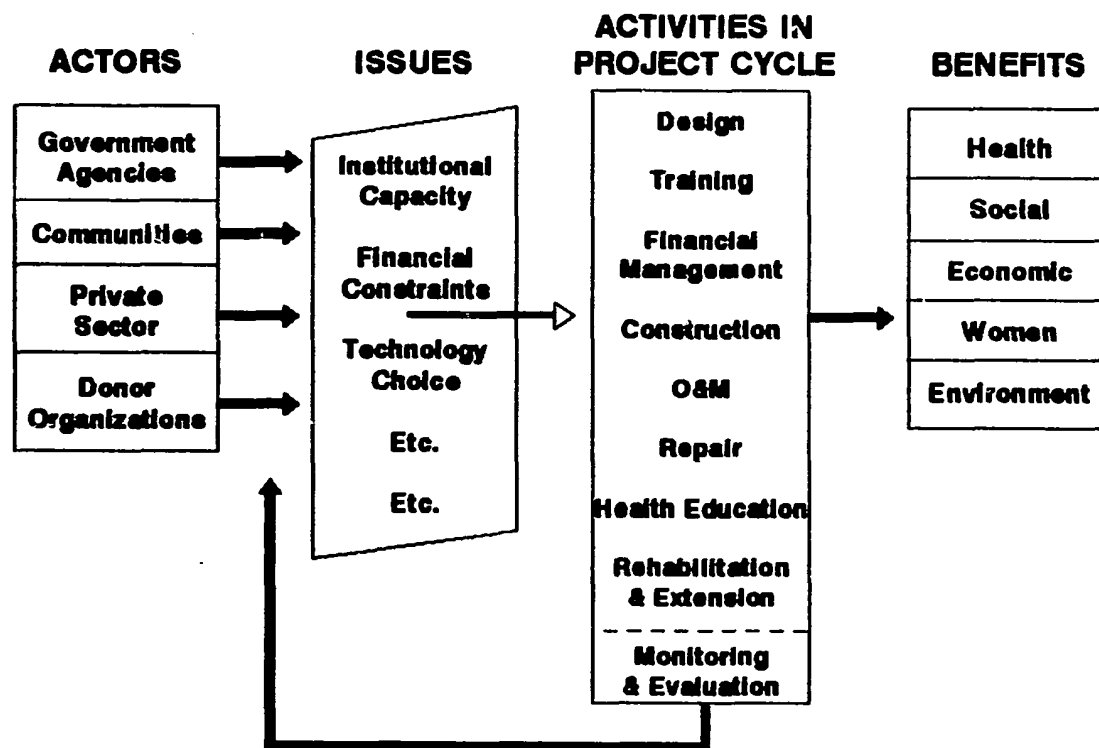 ACTORS
Government
Agencies
Communities
Private
Sector
Donor
Organizations
ISSUES
Institutional
Capacity
Financial
Constraints
Technology
Choice
Etc.
Etc.
ACTIVITIES IN
PROJECT CYCLE
Design
Training
Financial
Management
Construction
O&M
Repair
Health Education
Rehabilitation
& Extension
Monitoring
& Evaluation
BENEFITS
Health
Social
Economic
Women
Environment